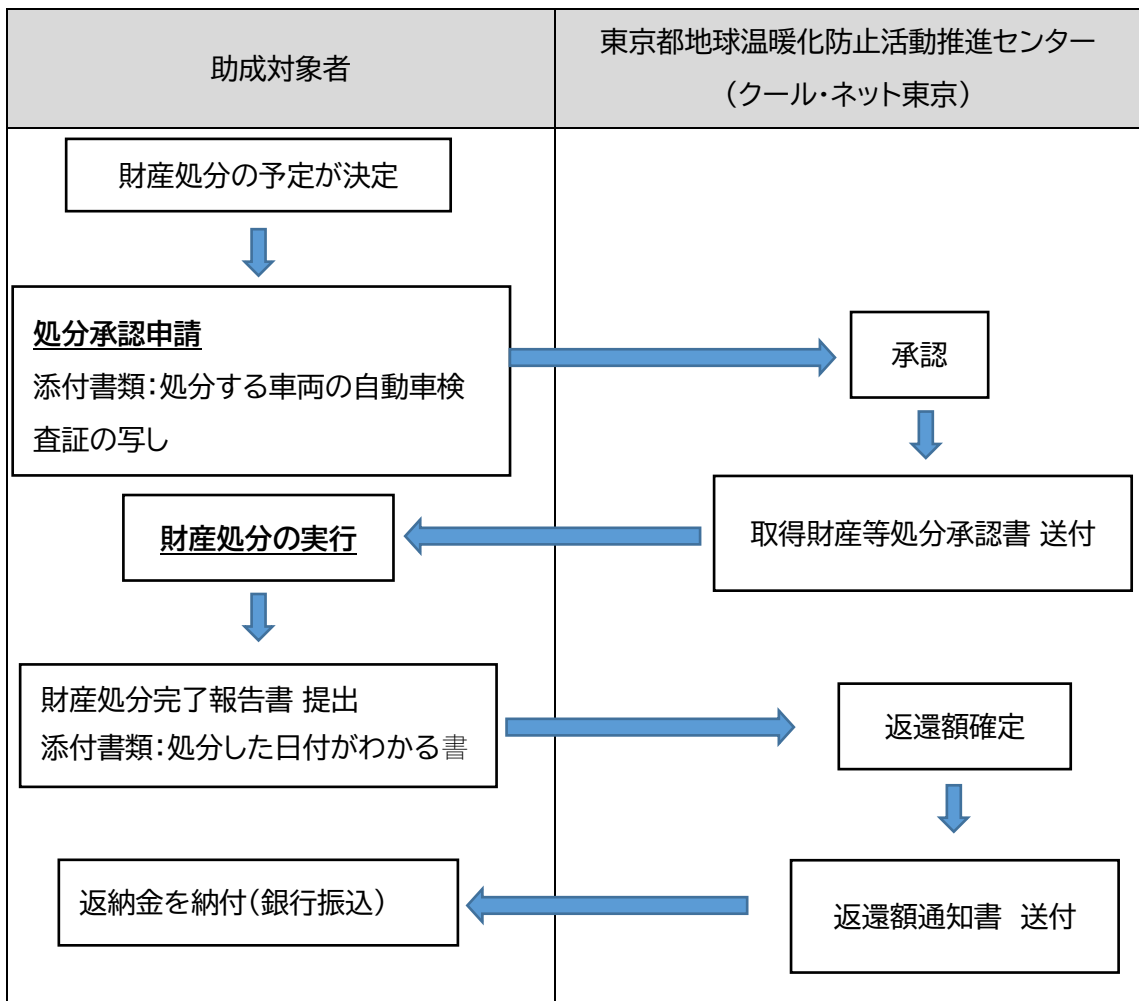 助成対象者
東京都地球温暖化防止活動推進センター
（クール・ネット東京）
財産処分の予定が決定
処分承認申請
添付書類：処分する車両の自動車検
査証の写し
承認
取得財産等処分承認書 送付
財産処分の実行
財産処分完了報告書 提出
添付書類：処分した日付がわかる書
返還額確定
返還額通知書　送付
返納金を納付（銀行振込）